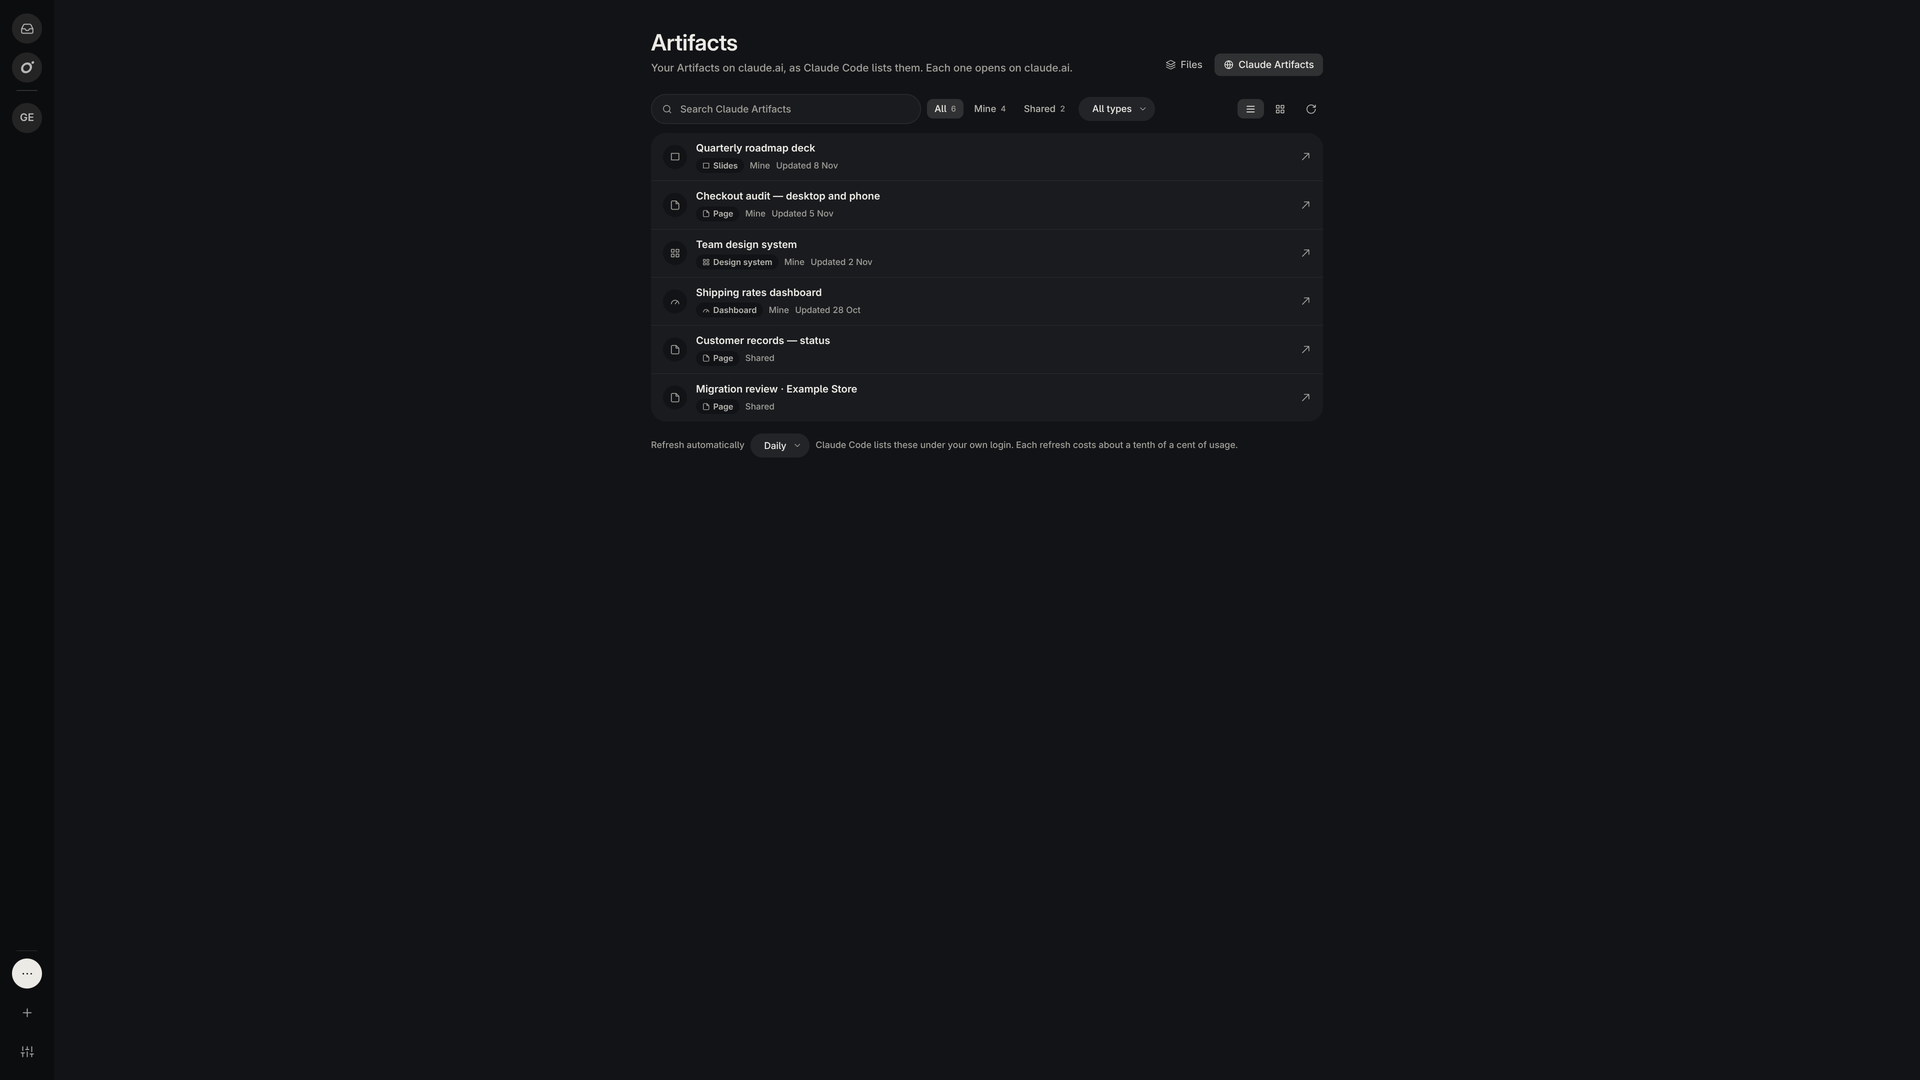 Artifacts
Your Artifacts on claude.ai, as Claude Code lists them. Each one opens on claude.ai.
Files
Claude Artifacts
GE
Search Claude Artifacts
All 6
Mine 4
Shared 2
All types
Quarterly roadmap deck
Slides Mine Updated 8 Nov
Checkout audit — desktop and phone
Page Mine Updated 5 Nov
Team design system
Design system Mine Updated 2 Nov
Shipping rates dashboard
Dashboard Mine Updated 28 Oct
Customer records — status
Page Shared
Migration review · Example Store
Page Shared
Refresh automatically Daily Claude Code lists these under your own login. Each refresh costs about a tenth of a cent of usage.